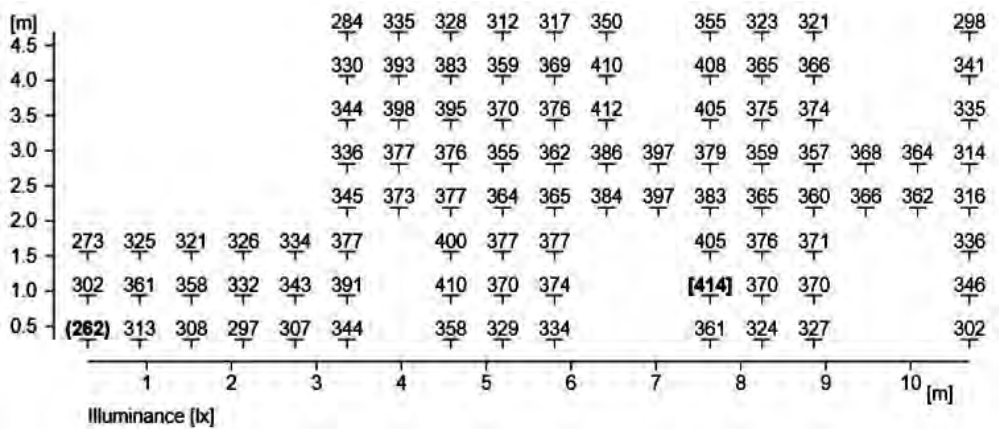 [m]
284 335 328 312 317 350 355 323 321 298
4.5
330 393 383 359 369 410 408 365 366 341
4.0
344 398 395 370 376 412 405 375 374 335
3.5
336 377 376 355 362 386 397 379 359 357 368 364 314
3.0
2.5
345 373 377 364 365 384 397 383 365 360 366 362 316
2.0
273 325 321 326 334 377 400 377 377 405 376 371 336
1.5
1.0 302 361 358 332 343 391 410 370 374 [414] 370 370 346
0.5 (262) 313 308 297 307 344 358 329 334 361 324 327 302
1 2 3 4 5 6 7 8 9 10 [m]
Illuminance [lx]